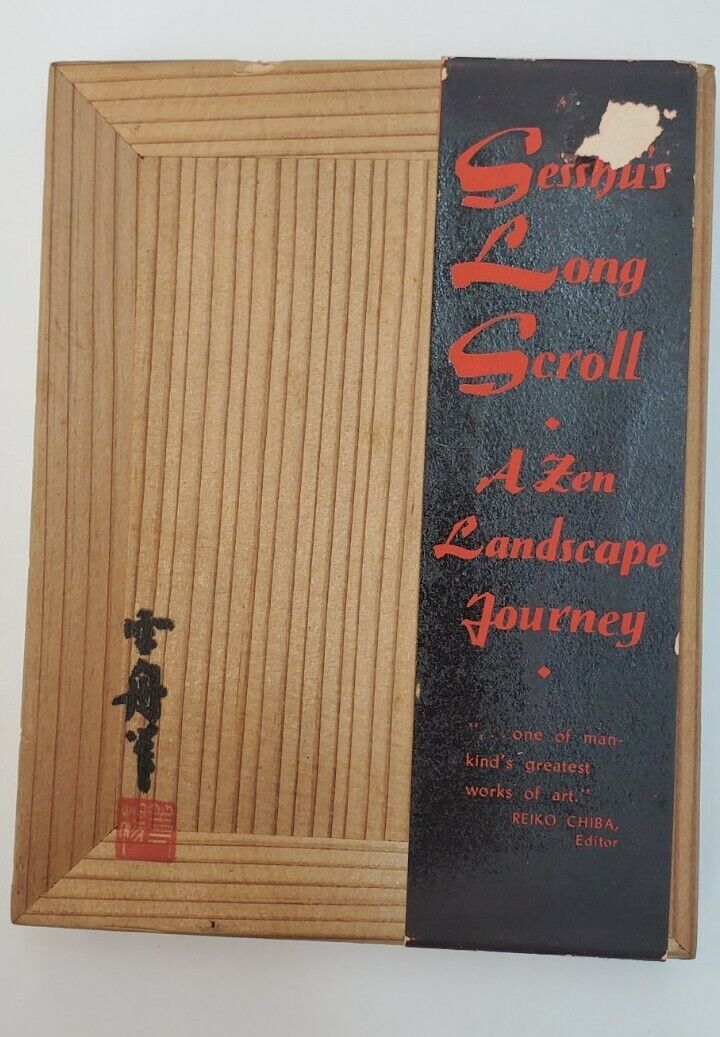 Sesshu's
Long
Scroll
·
A Zen
Landscape
Journey
·
". . . one of man-
kind's greatest
works of art."
REIKO CHIBA,
Editor
雪舟